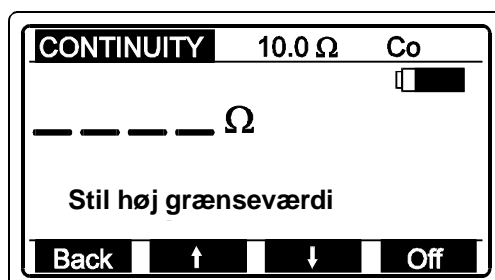 CONTINUITY 10.0 Ω Co
_ _ _ _ Ω
Stil høj grænseværdi
Back ↑ ↓ Off